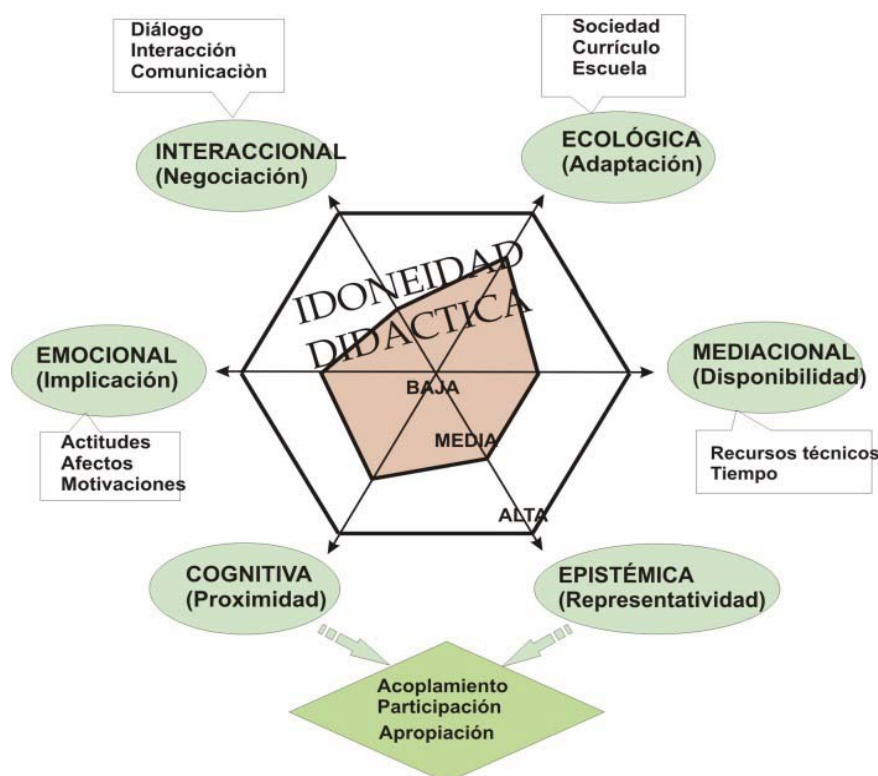 Diálogo
Interacción
Comunicaciòn
Sociedad
Currículo
Escuela
INTERACCIONAL
(Negociación)
ECOLÓGICA
(Adaptación)
IDONEIDAD
DIDACTICA
EMOCIONAL
(Implicación)
MEDIACIONAL
(Disponibilidad)
BAJA
MEDIA
ALTA
Actitudes
Afectos
Motivaciones
Recursos técnicos
Tiempo
COGNITIVA
(Proximidad)
EPISTÉMICA
(Representatividad)
Acoplamiento
Participación
Apropiación